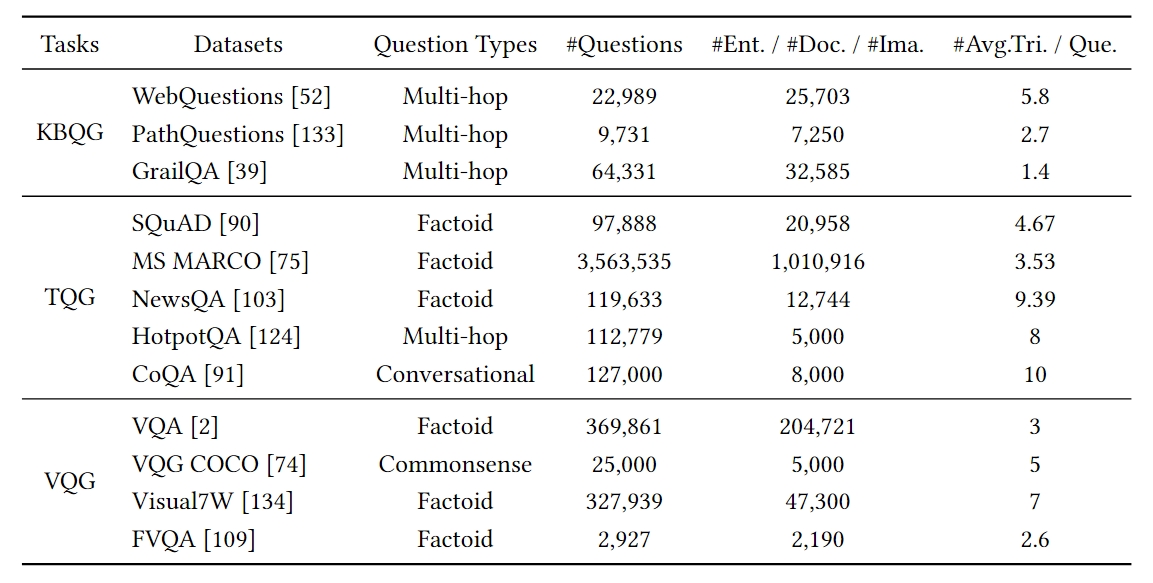 Tasks Datasets Question Types #Questions #Ent. / #Doc. / #Ima. #Avg.Tri. / Que.
WebQuestions [52] Multi-hop 22,989 25,703 5.8
KBQG PathQuestions [133] Multi-hop 9,731 7,250 2.7
GrailQA [39] Multi-hop 64,331 32,585 1.4
SQuAD [90] Factoid 97,888 20,958 4.67
MS MARCO [75] Factoid 3,563,535 1,010,916 3.53
TQG NewsQA [103] Factoid 119,633 12,744 9.39
HotpotQA [124] Multi-hop 112,779 5,000 8
CoQA [91] Conversational 127,000 8,000 10
VQA [2] Factoid 369,861 204,721 3
VQG COCO [74] Commonsense 25,000 5,000 5
VQG Visual7W [134] Factoid 327,939 47,300 7
FVQA [109] Factoid 2,927 2,190 2.6